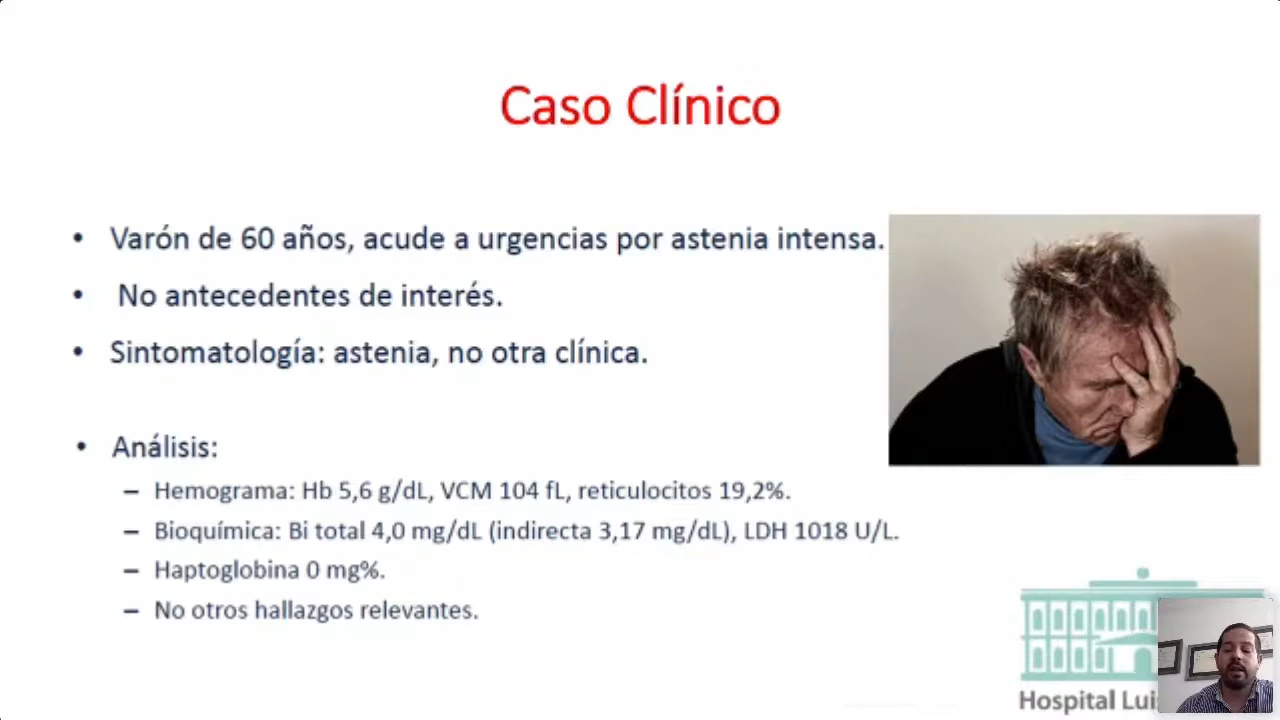 Caso Clínico
• Varón de 60 años, acude a urgencias por astenia intensa.
• No antecedentes de interés.
• Sintomatología: astenia, no otra clínica.
• Análisis:
– Hemograma: Hb 5,6 g/dL, VCM 104 fL, reticulocitos 19,2%.
– Bioquímica: Bi total 4,0 mg/dL (indirecta 3,17 mg/dL), LDH 1018 U/L.
– Haptoglobina 0 mg%.
– No otros hallazgos relevantes.
Hospital Luis